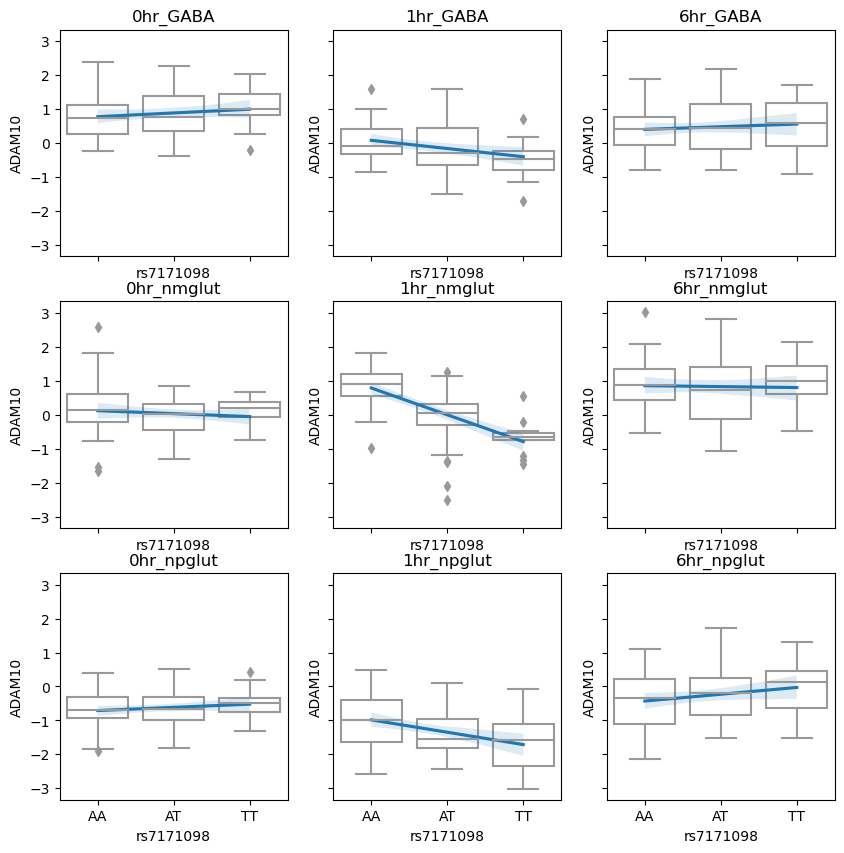 0hr_GABA 1hr_GABA 6hr_GABA
3
2
1
0
−1
−2
−3
ADAM10 ADAM10 ADAM10
rs7171098 rs7171098 rs7171098
0hr_nmglut 1hr_nmglut 6hr_nmglut
3
2
1
0
−1
−2
−3
ADAM10 ADAM10 ADAM10
rs7171098 rs7171098 rs7171098
0hr_npglut 1hr_npglut 6hr_npglut
3
2
1
0
−1
−2
−3
ADAM10 ADAM10 ADAM10
AA AT TT AA AT TT AA AT TT
rs7171098 rs7171098 rs7171098